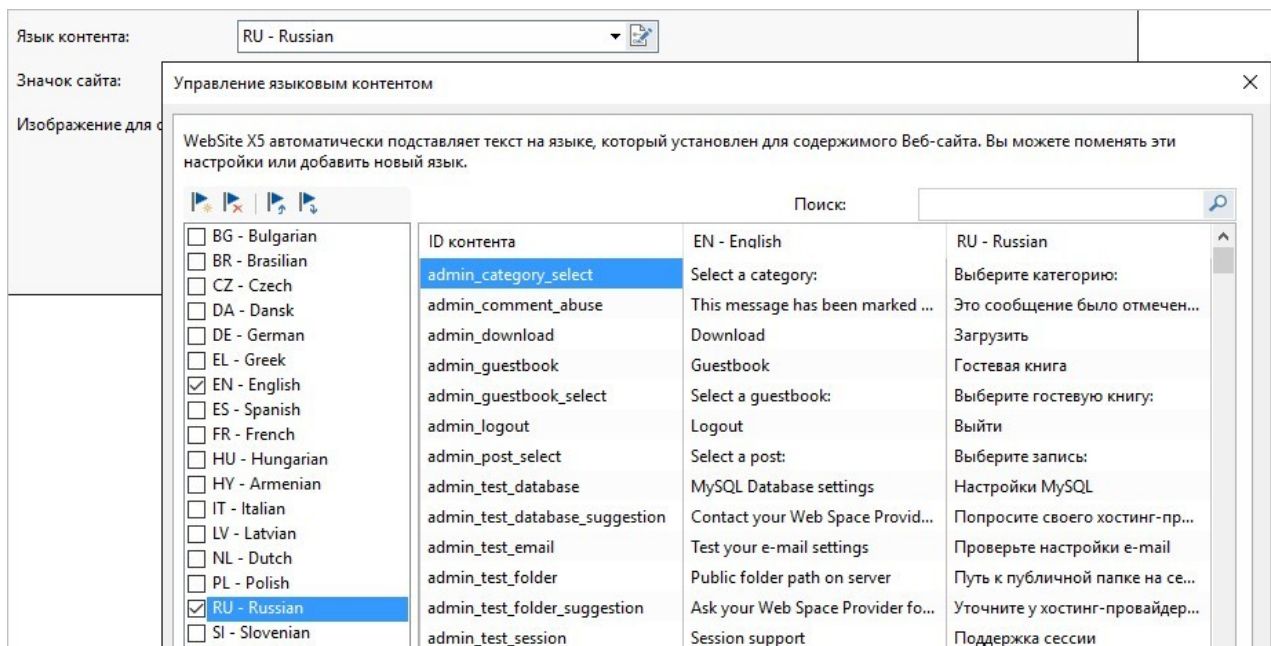 Язык контента: RU - Russian
Значок сайта:
Управление языковым контентом
Изображение для
WebSite X5 автоматически подставляет текст на языке, который установлен для содержимого Веб-сайта. Вы можете поменять эти
настройки или добавить новый язык.
Поиск:
BG - Bulgarian
BR - Brasilian
CZ - Czech
DA - Dansk
DE - German
EL - Greek
EN - English
ES - Spanish
FR - French
HU - Hungarian
HY - Armenian
IT - Italian
LV - Latvian
NL - Dutch
PL - Polish
RU - Russian
SI - Slovenian
ID контента EN - English RU - Russian
admin_category_select Select a category: Выберите категорию:
admin_comment_abuse This message has been marked ... Это сообщение было отмечен...
admin_download Download Загрузить
admin_guestbook Guestbook Гостевая книга
admin_guestbook_select Select a guestbook: Выберите гостевую книгу:
admin_logout Logout Выйти
admin_post_select Select a post: Выберите запись:
admin_test_database MySQL Database settings Настройки MySQL
admin_test_database_suggestion Contact your Web Space Provid... Попросите своего хостинг-пр...
admin_test_email Test your e-mail settings Проверьте настройки e-mail
admin_test_folder Public folder path on server Путь к публичной папке на се...
admin_test_folder_suggestion Ask your Web Space Provider fo... Уточните у хостинг-провайдер...
admin_test_session Session support Поддержка сессии